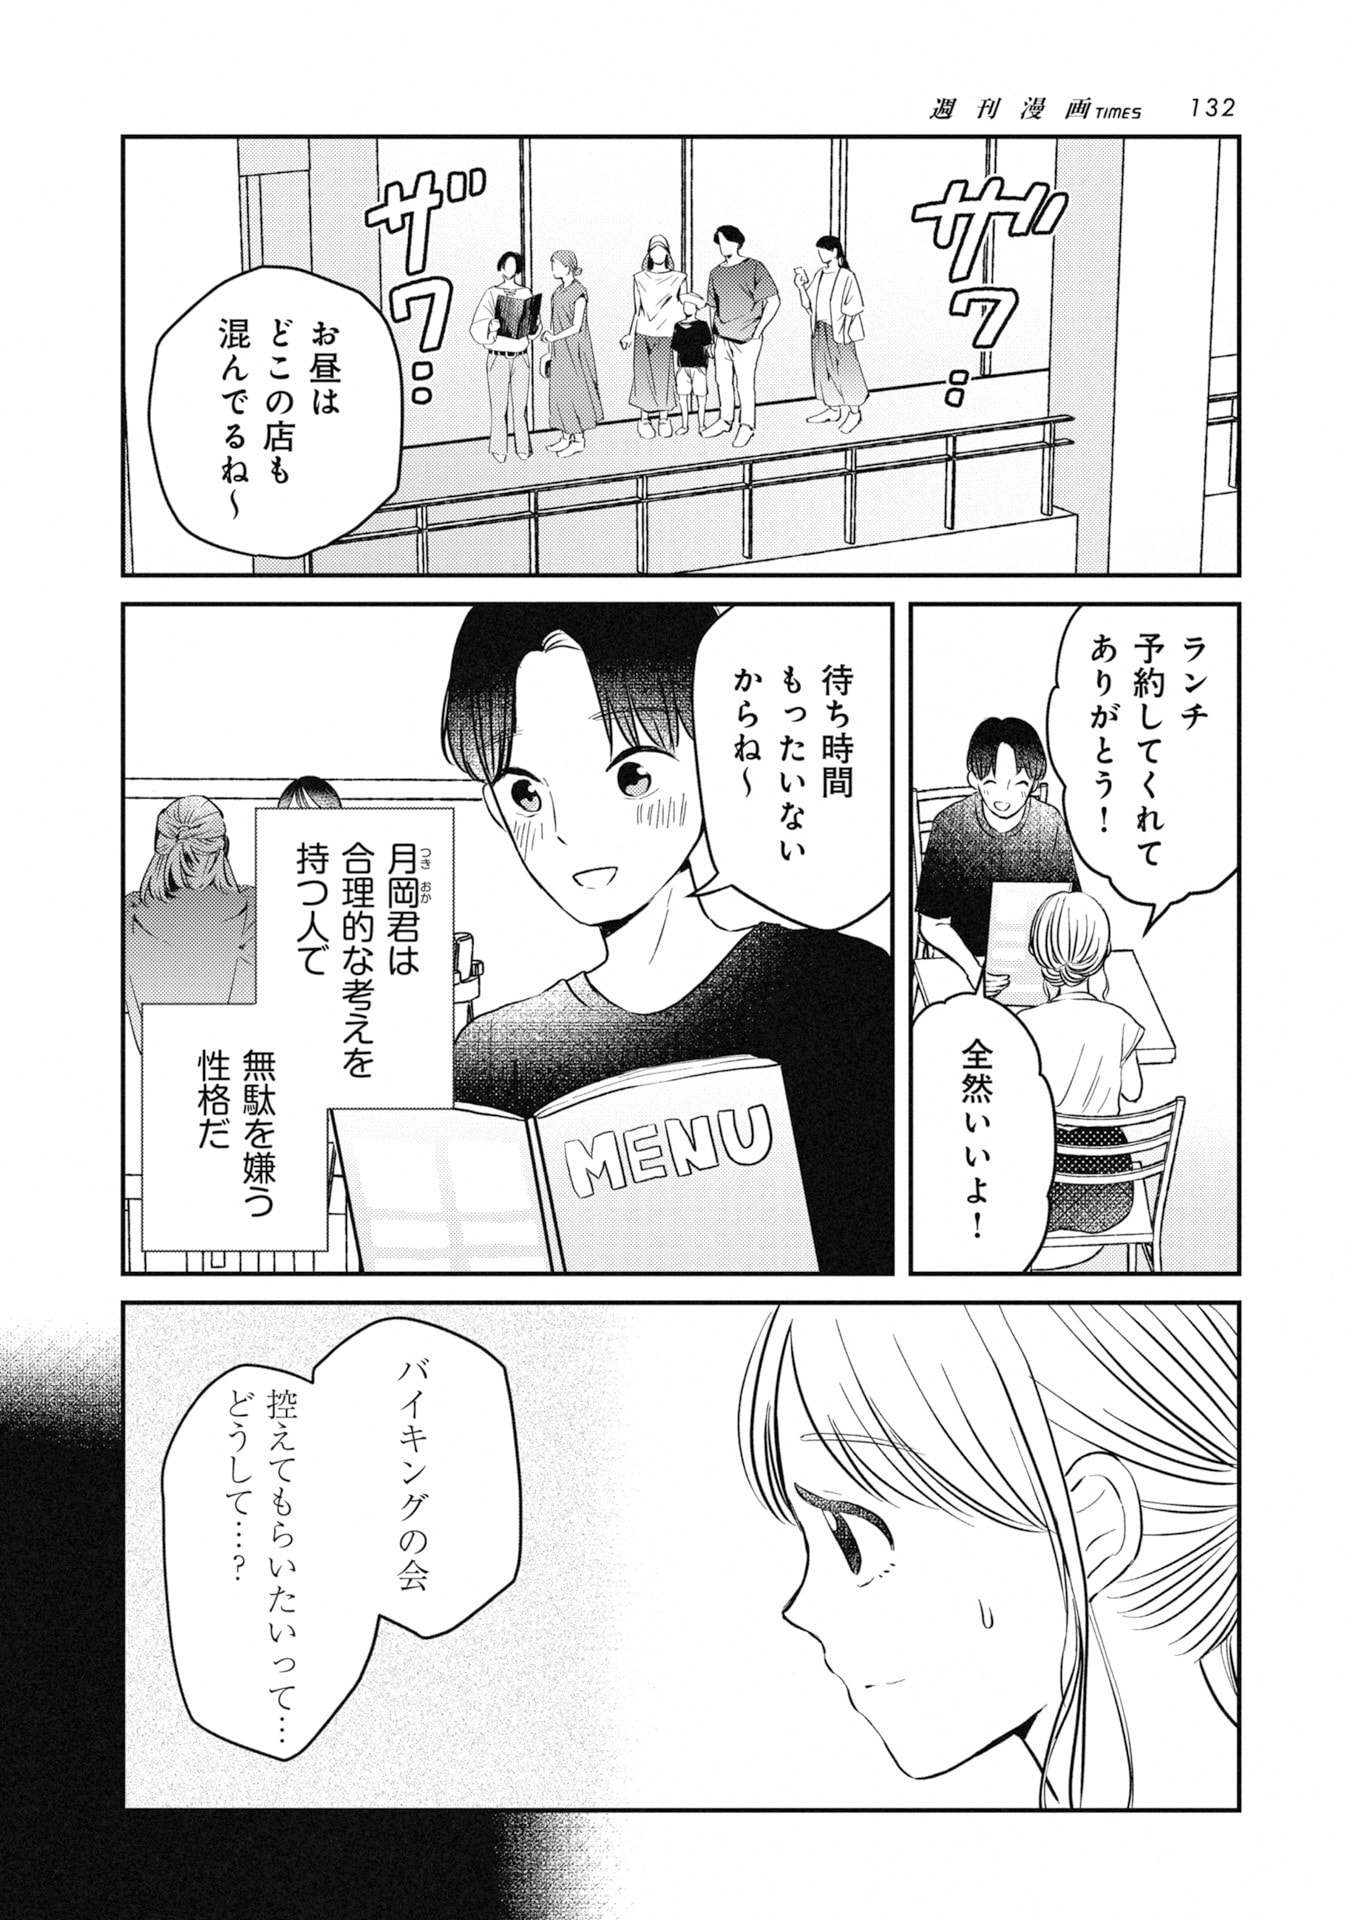 週刊漫画TIMES 132
ザワ…
ザワ…
お昼は
どこの店も
混んでるね〜
ランチ
予約してくれて
ありがとう！
全然いいよ！
待ち時間
もったいない
からね〜
月岡君は
つき おか
合理的な考えを
持つ人で
無駄を嫌う
性格だ
MENU
バイキングの会
控えてもらいたいって…
どうして…？